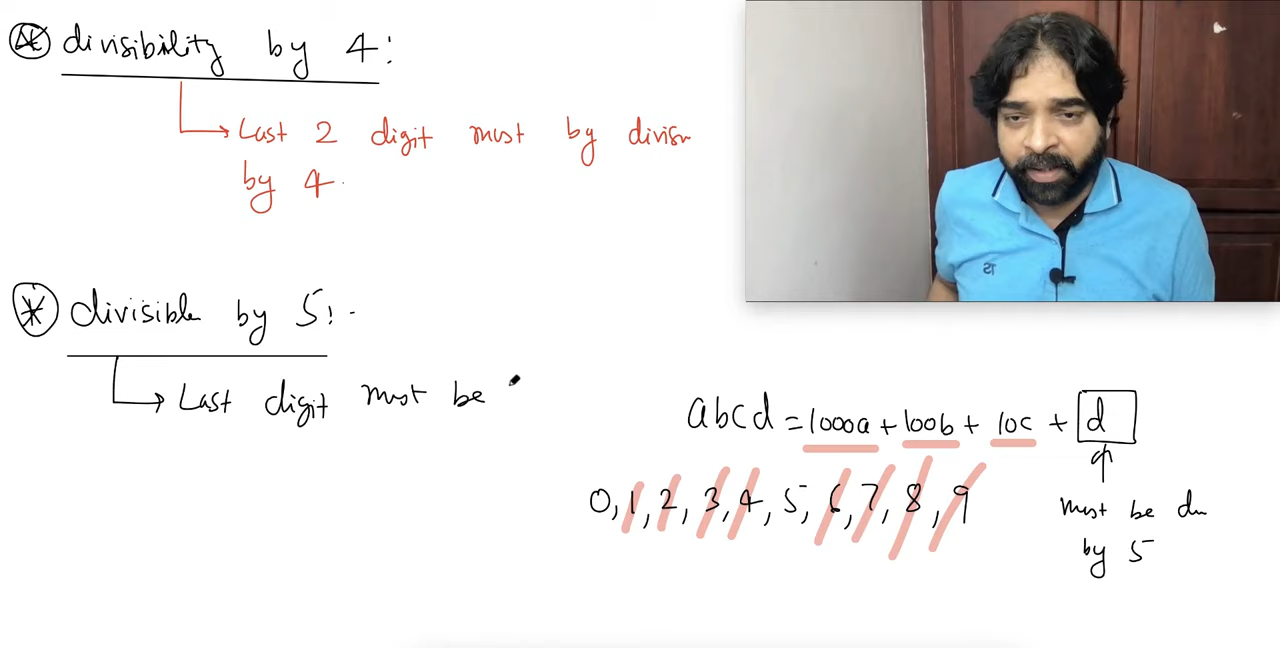 divisibility by 4:
Last 2 digit must by divisn
by 4.
divisible by 5:-
Last digit must be
abcd = 1000a + 100b + 10c + d
0, 1, 2, 3, 4, 5, 6, 7, 8, 9
must be
by 5